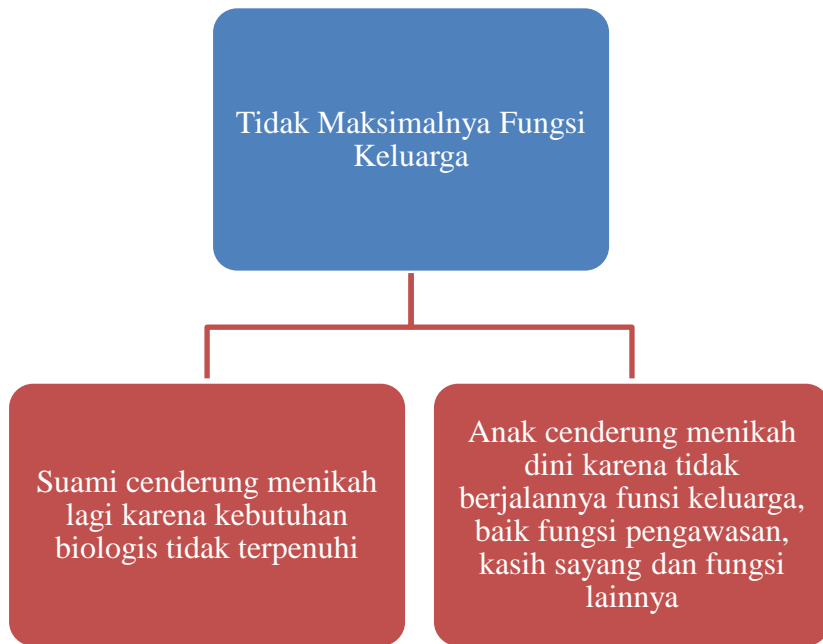 Tidak Maksimalnya Fungsi
Keluarga
Suami cenderung menikah
lagi karena kebutuhan
biologis tidak terpenuhi
Anak cenderung menikah
dini karena tidak
berjalannya funsi keluarga,
baik fungsi pengawasan,
kasih sayang dan fungsi
lainnya